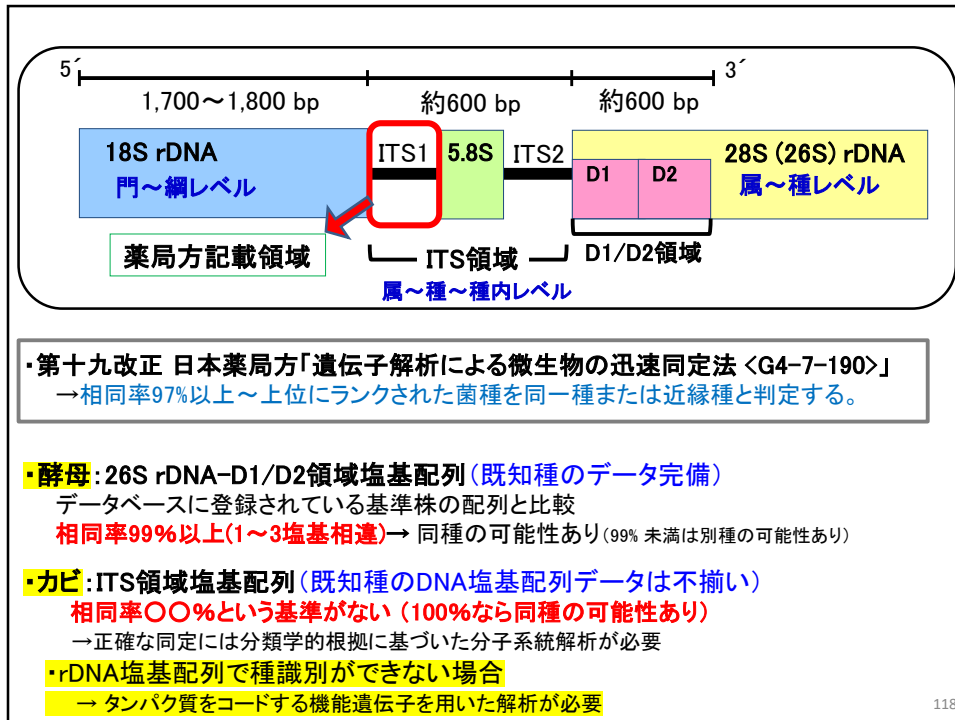 5´ 3´
1,700～1,800 bp 約600 bp 約600 bp
18S rDNA ITS1 5.8S ITS2 28S (26S) rDNA
門～綱レベル D1 D2 属～種レベル
薬局方記載領域 ITS領域 D1/D2領域
属～種～種内レベル
・第十九改正 日本薬局方「遺伝子解析による微生物の迅速同定法 <G4-7-190>」
→相同率97%以上～上位にランクされた菌種を同一種または近縁種と判定する。
・酵母：26S rDNA-D1/D2領域塩基配列（既知種のデータ完備）
データベースに登録されている基準株の配列と比較
相同率99%以上(1～3塩基相違)→ 同種の可能性あり(99% 未満は別種の可能性あり)
・カビ：ITS領域塩基配列（既知種のDNA塩基配列データは不揃い）
相同率〇〇%という基準がない（100%なら同種の可能性あり）
→正確な同定には分類学的根拠に基づいた分子系統解析が必要
・rDNA塩基配列で種識別ができない場合
→ タンパク質をコードする機能遺伝子を用いた解析が必要
118